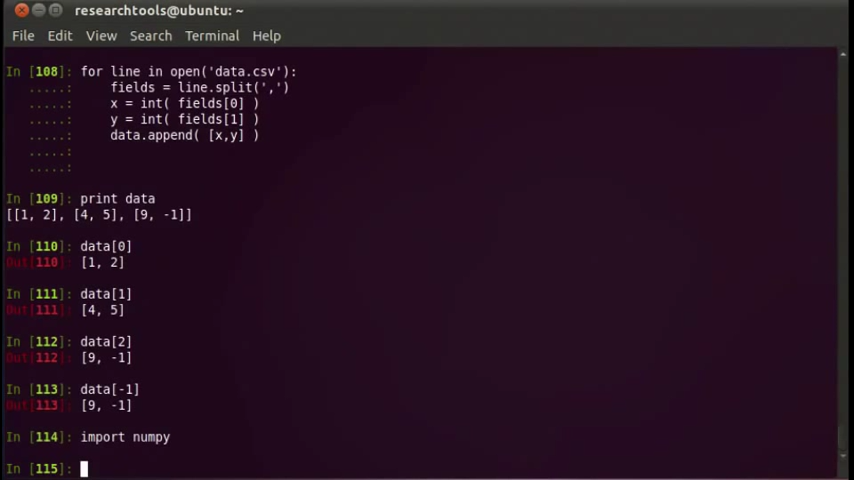 researchtools@ubuntu: ~
File Edit View Search Terminal Help
In [108]: for line in open('data.csv'):
.....:     fields = line.split(',')
.....:     x = int( fields[0] )
.....:     y = int( fields[1] )
.....:     data.append( [x,y] )
.....:
.....:
In [109]: print data
[[1, 2], [4, 5], [9, -1]]
In [110]: data[0]
Out[110]: [1, 2]
In [111]: data[1]
Out[111]: [4, 5]
In [112]: data[2]
Out[112]: [9, -1]
In [113]: data[-1]
Out[113]: [9, -1]
In [114]: import numpy
In [115]: